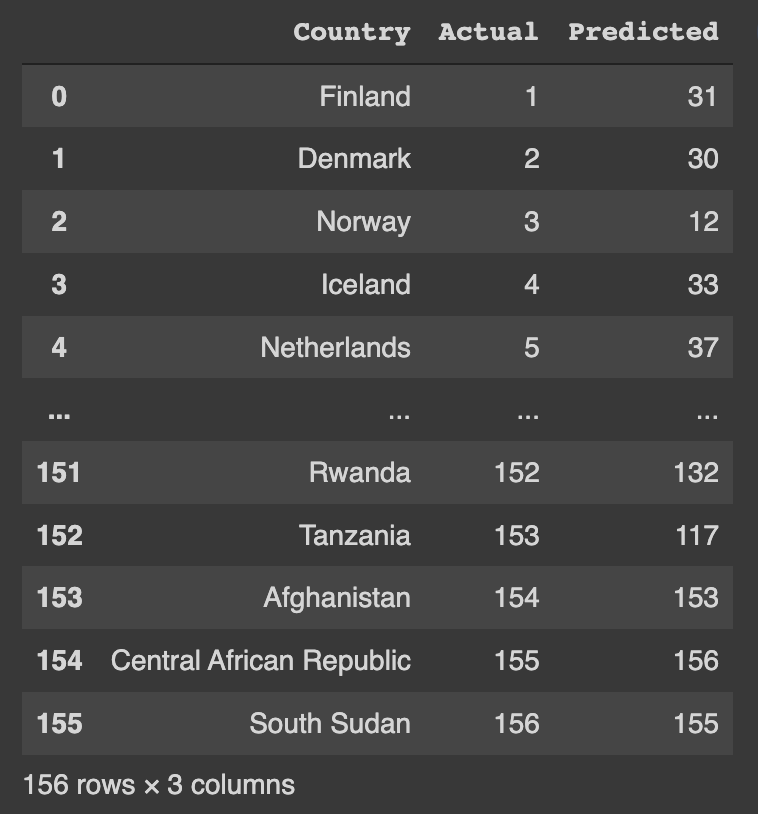 Country Actual Predicted
0 Finland 1 31
1 Denmark 2 30
2 Norway 3 12
3 Iceland 4 33
4 Netherlands 5 37
... ... ... ...
151 Rwanda 152 132
152 Tanzania 153 117
153 Afghanistan 154 153
154 Central African Republic 155 156
155 South Sudan 156 155
156 rows × 3 columns